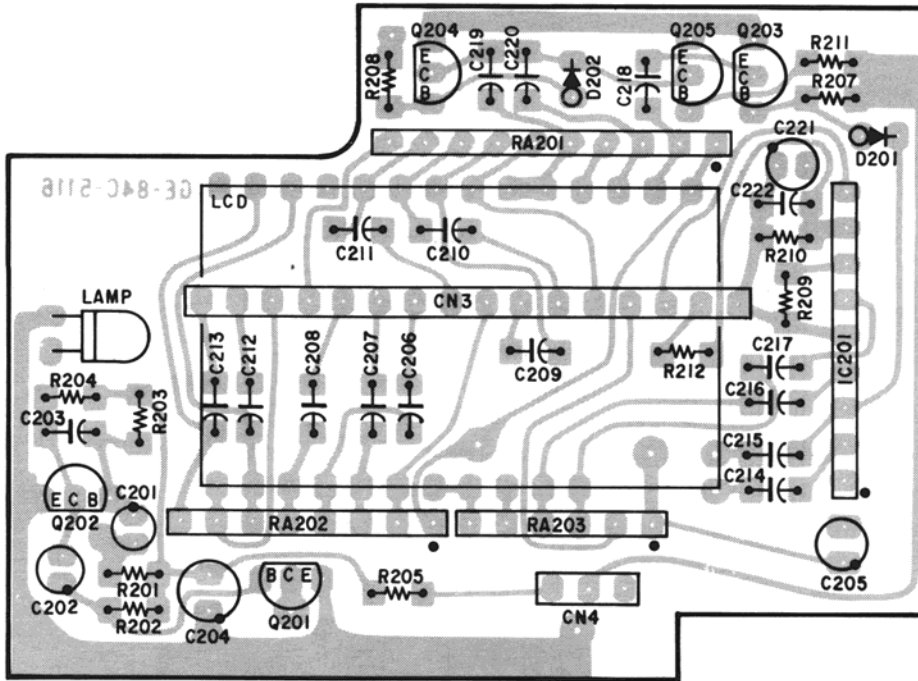 Q204
C219
C220
Q205
Q203
R211
R208
E
C
B
D202
C218
E
C
B
E
C
B
R207
RA201
C221
D201
GE-84C-5116
LCD
C222
C211
C210
R210
LAMP
CN3
R209
C213
C212
C208
C207
C206
C209
R212
C217
IC201
R204
C216
C203
R203
C215
C214
E C B
Q202
C201
RA202
RA203
C202
R201
B C E
R205
C205
R202
C204
Q201
CN4